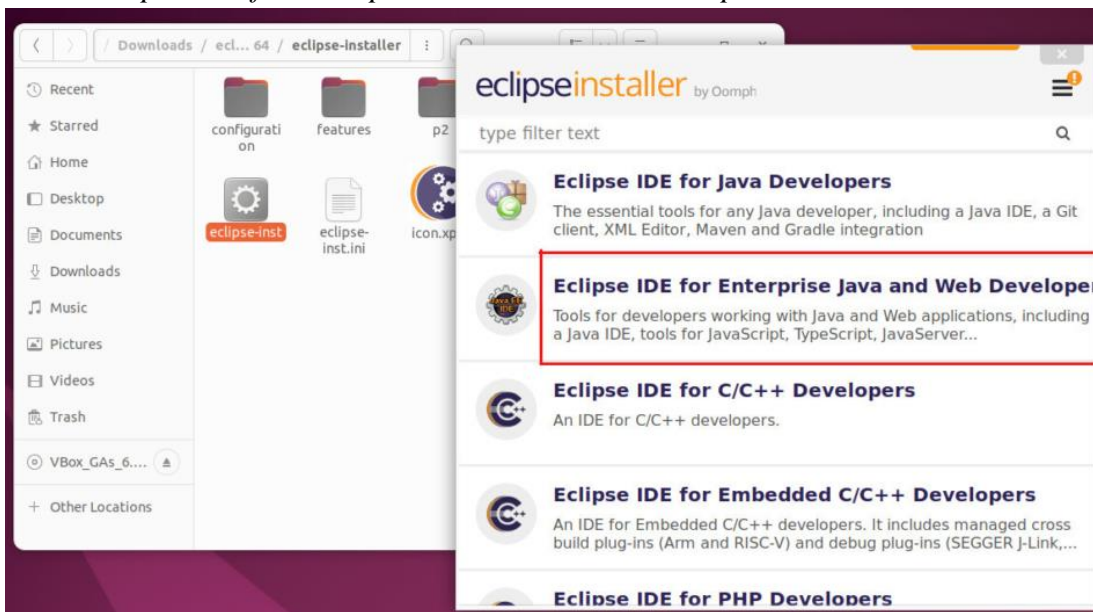 / Downloads / ecl... 64 / eclipse-installer
Recent
Starred
Home
Desktop
Documents
Downloads
Music
Pictures
Videos
Trash
VBox_GAs_6....
+ Other Locations
configurati
on
features
p2
eclipse-inst
eclipse-
inst.ini
icon.xp
eclipseinstaller by Oomph
type filter text
Eclipse IDE for Java Developers
The essential tools for any Java developer, including a Java IDE, a Git
client, XML Editor, Maven and Gradle integration
Eclipse IDE for Enterprise Java and Web Develope
Tools for developers working with Java and Web applications, including
a Java IDE, tools for JavaScript, TypeScript, JavaServer...
Eclipse IDE for C/C++ Developers
An IDE for C/C++ developers.
Eclipse IDE for Embedded C/C++ Developers
An IDE for Embedded C/C++ developers. It includes managed cross
build plug-ins (Arm and RISC-V) and debug plug-ins (SEGGER J-Link,...
Eclipse IDE for PHP Developers